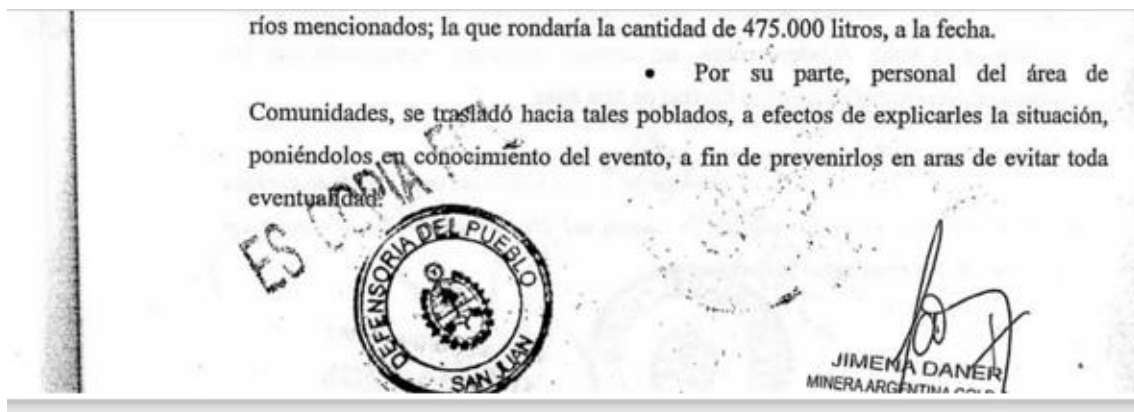 ríos mencionados; la que rondaría la cantidad de 475.000 litros, a la fecha.
• Por su parte, personal del área de
Comunidades, se trasladó hacia tales poblados, a efectos de explicarles la situación,
poniéndolos en conocimiento del evento, a fin de prevenirlos en aras de evitar toda
eventualidad.
ES COPIA
DEFENSORIA DEL PUEBLO
SAN JUAN
JIMENA DANER
MINERA ARGENTINA GOLD